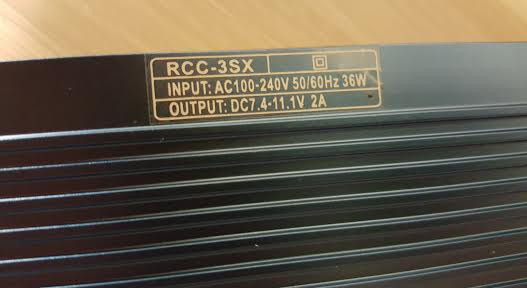 RCC-3SX
INPUT: AC100-240V 50/60Hz 36W
OUTPUT: DC7.4-11.1V 2A